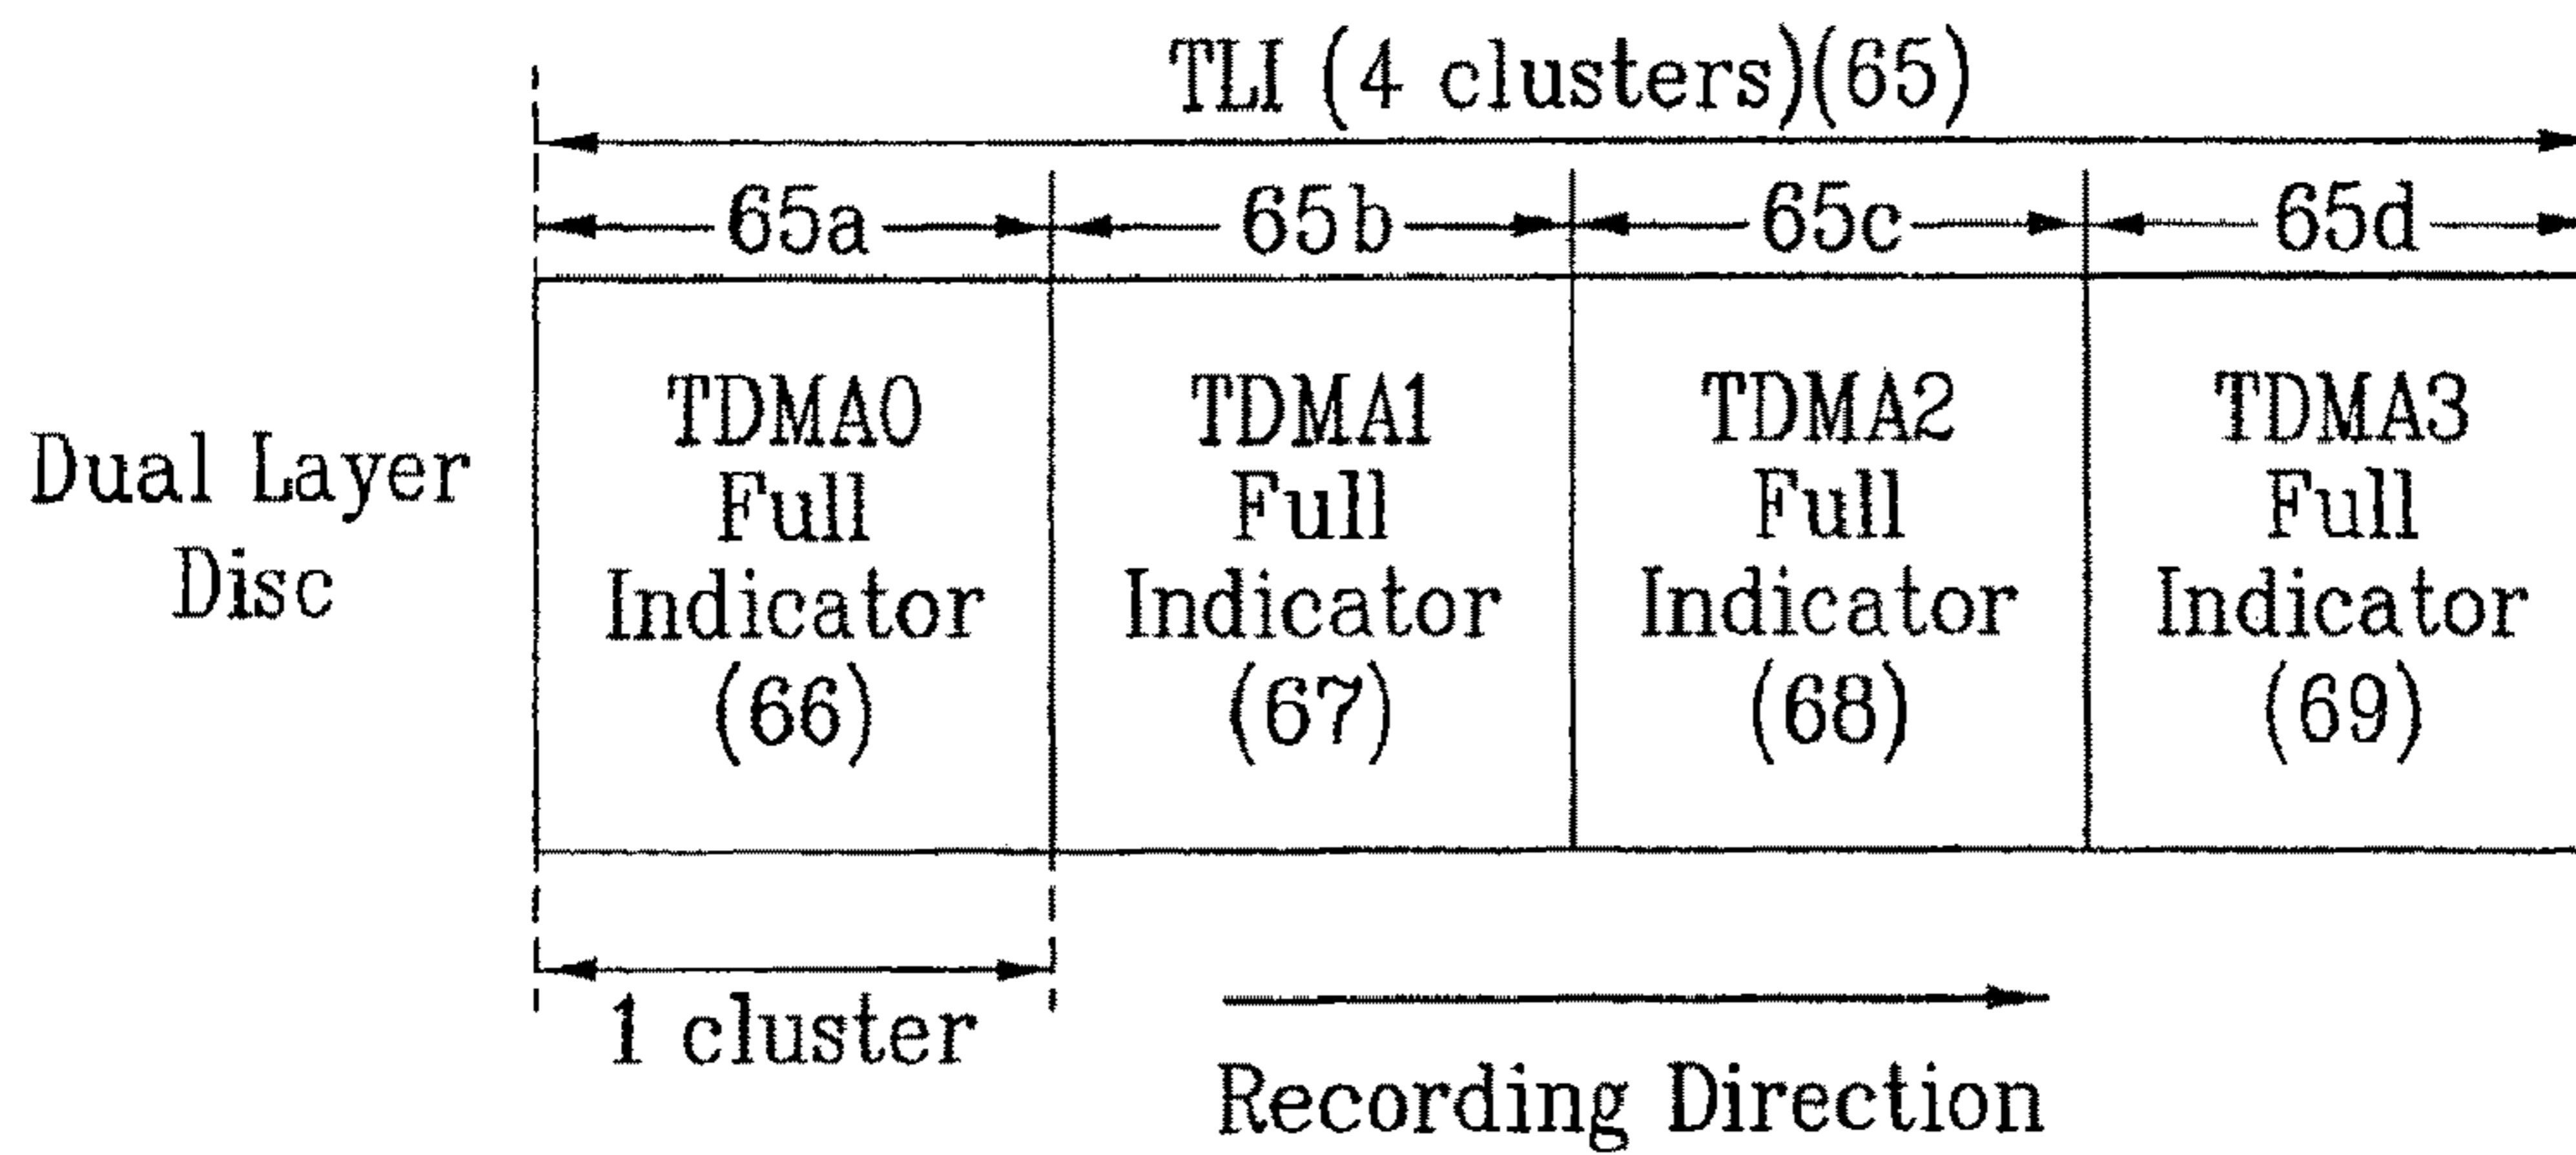 TLI (4 clusters)(65)
65a 65b 65c 65d
Dual Layer
Disc
TDMA0
Full
Indicator
(66)
TDMA1
Full
Indicator
(67)
TDMA2
Full
Indicator
(68)
TDMA3
Full
Indicator
(69)
1 cluster
Recording Direction